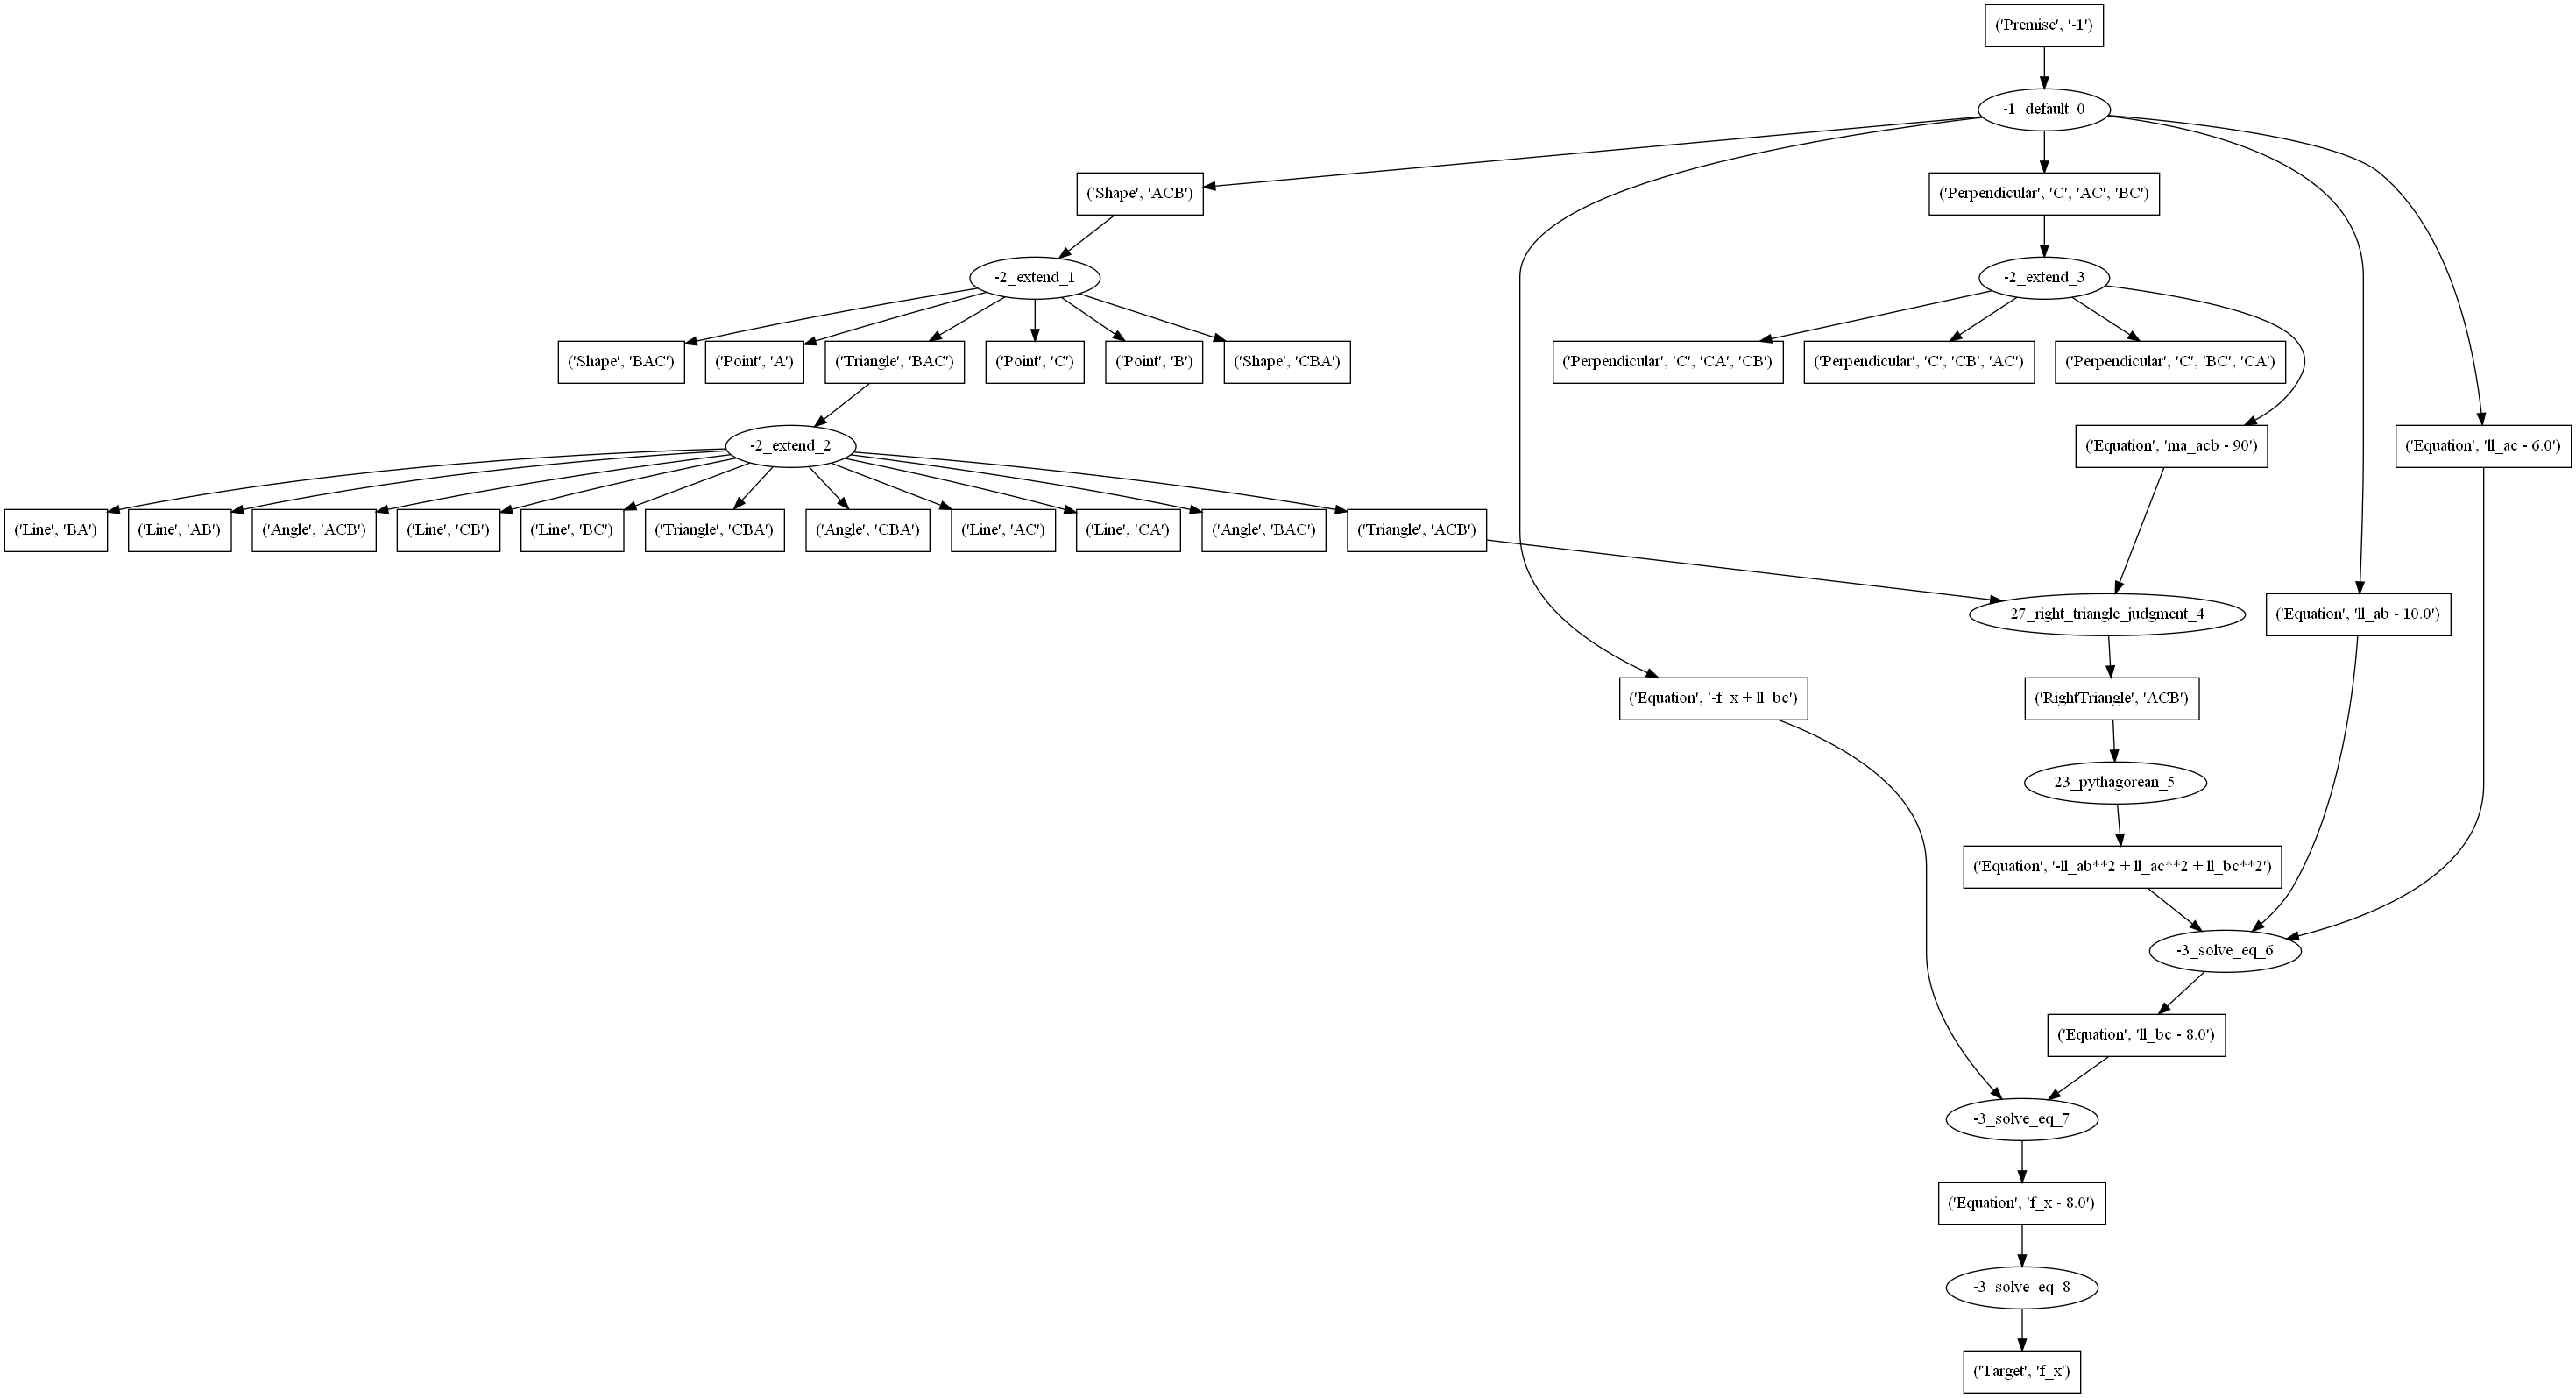 ('Premise', '-1')
-1_default_0
('Shape', 'ACB')
('Perpendicular', 'C', 'AC', 'BC')
-2_extend_1
-2_extend_3
('Shape', 'BAC')
('Point', 'A')
('Triangle', 'BAC')
('Point', 'C')
('Point', 'B')
('Shape', 'CBA')
('Perpendicular', 'C', 'CA', 'CB')
('Perpendicular', 'C', 'CB', 'AC')
('Perpendicular', 'C', 'BC', 'CA')
-2_extend_2
('Equation', 'ma_acb - 90')
('Equation', 'll_ac - 6.0')
('Line', 'BA')
('Line', 'AB')
('Angle', 'ACB')
('Line', 'CB')
('Line', 'BC')
('Triangle', 'CBA')
('Angle', 'CBA')
('Line', 'AC')
('Line', 'CA')
('Angle', 'BAC')
('Triangle', 'ACB')
27_right_triangle_judgment_4
('Equation', 'll_ab - 10.0')
('Equation', '-f_x + ll_bc')
('RightTriangle', 'ACB')
23_pythagorean_5
('Equation', '-ll_ab**2 + ll_ac**2 + ll_bc**2')
-3_solve_eq_6
('Equation', 'll_bc - 8.0')
-3_solve_eq_7
('Equation', 'f_x - 8.0')
-3_solve_eq_8
('Target', 'f_x')